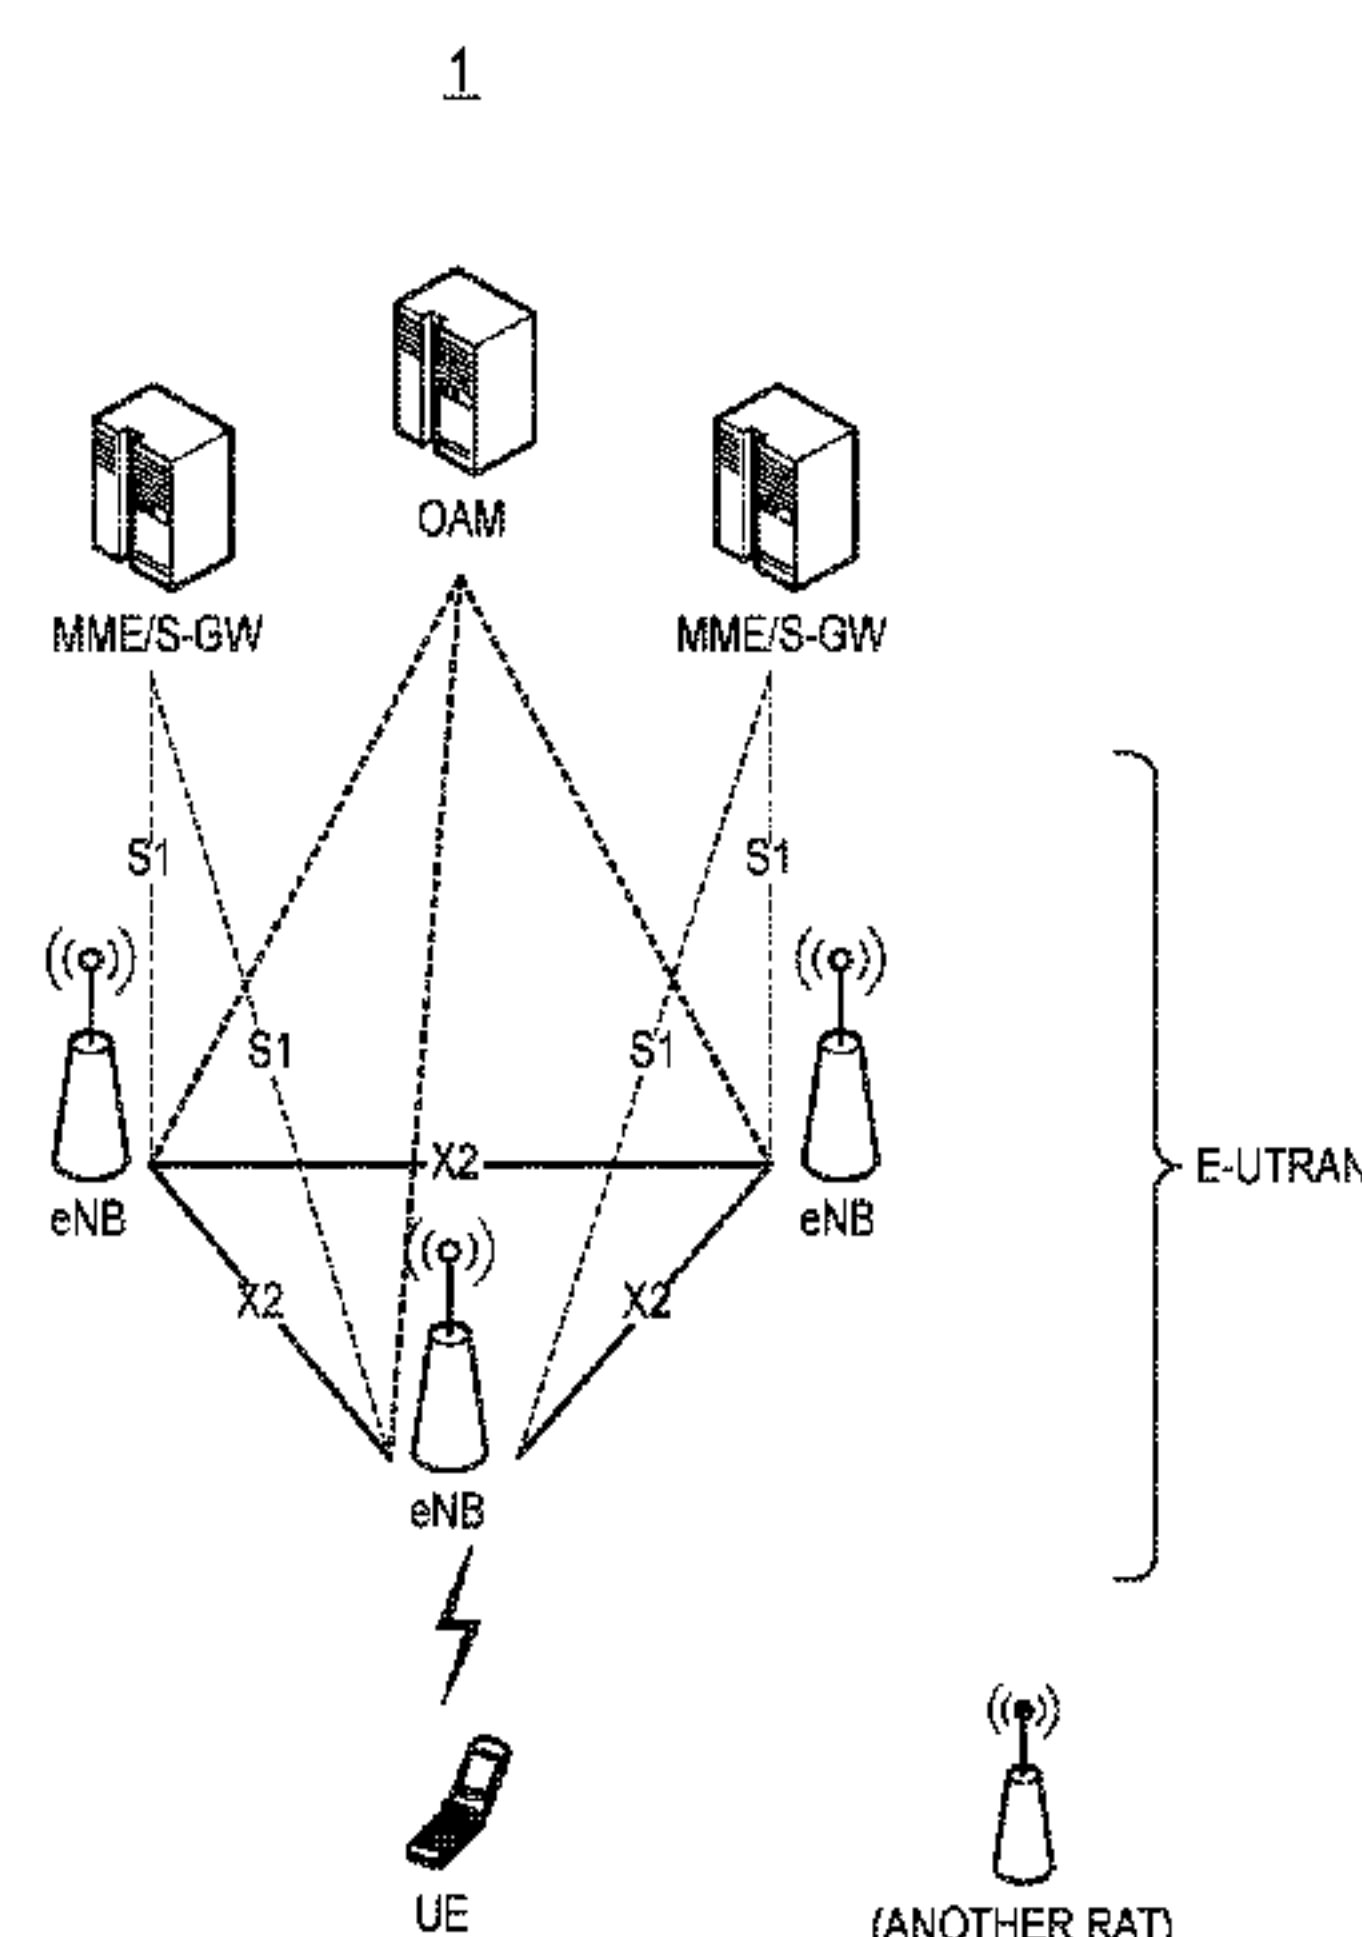 1
OAM
MME/S-GW
MME/S-GW
S1
S1
S1
S1
X2
E-UTRAN
eNB
eNB
X2
X2
eNB
UE
(ANOTHER RAT)